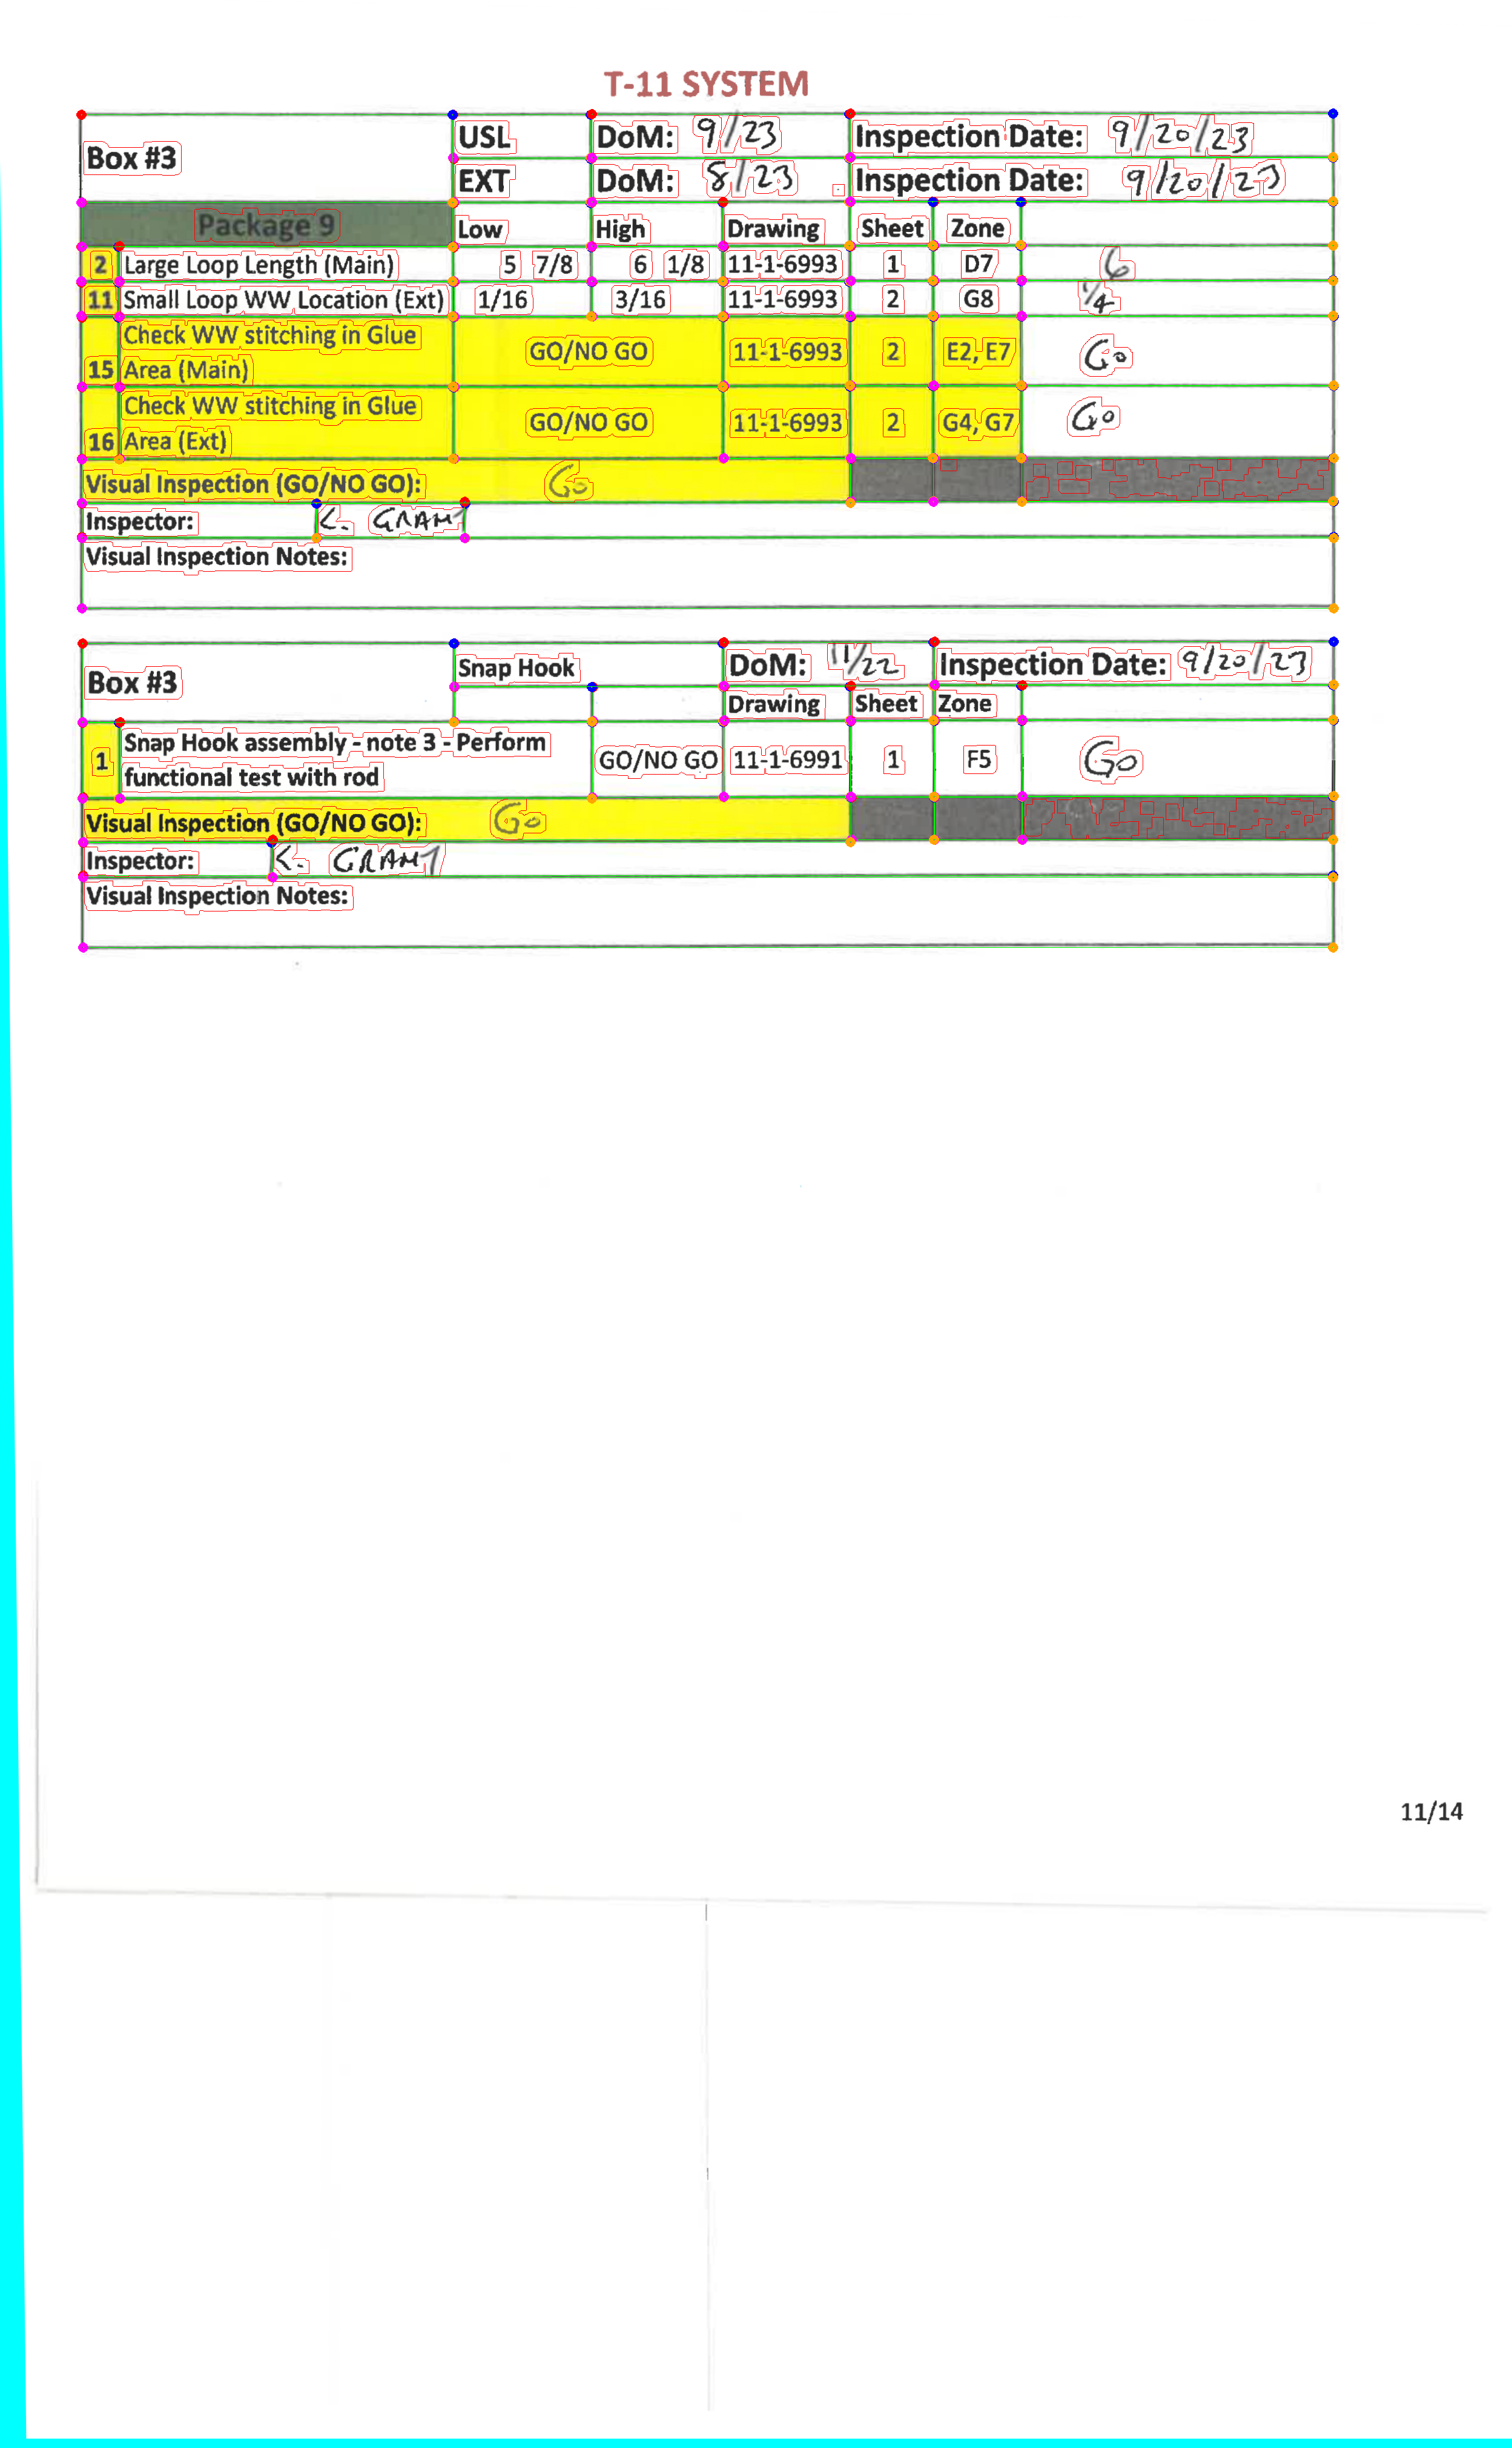 T-11 SYSTEM
Box #3 USL DoM: 9/23 Inspection Date: 9/20/23
EXT DoM: 8/23 Inspection Date: 9/20/23
Package 9 Low High Drawing Sheet Zone
2 Large Loop Length (Main) 5 7/8 6 1/8 11-1-6993 1 D7 6
11 Small Loop WW Location (Ext) 1/16 3/16 11-1-6993 2 G8 1/4
Check WW stitching in Glue
15 Area (Main) GO/NO GO 11-1-6993 2 E2, E7 Go
Check WW stitching in Glue
16 Area (Ext) GO/NO GO 11-1-6993 2 G4, G7 Go
Visual Inspection (GO/NO GO): Go
Inspector: GRAM
Visual Inspection Notes:
Box #3 Snap Hook DoM: 11/22 Inspection Date: 9/20/23
Drawing Sheet Zone
1 Snap Hook assembly - note 3 - Perform
functional test with rod GO/NO GO 11-1-6991 1 F5 Go
Visual Inspection (GO/NO GO): Go
Inspector: GRAM
Visual Inspection Notes:
11/14